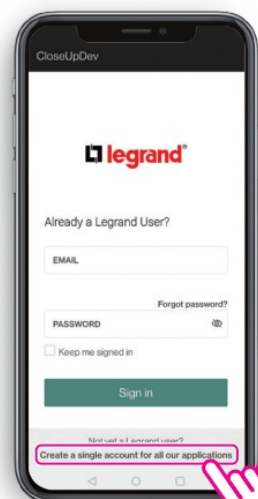 CloseUpDev
legrand®
Already a Legrand User?
EMAIL
Forgot password?
PASSWORD
Keep me signed in
Sign in
Not yet a Legrand user?
Create a single account for all our applications